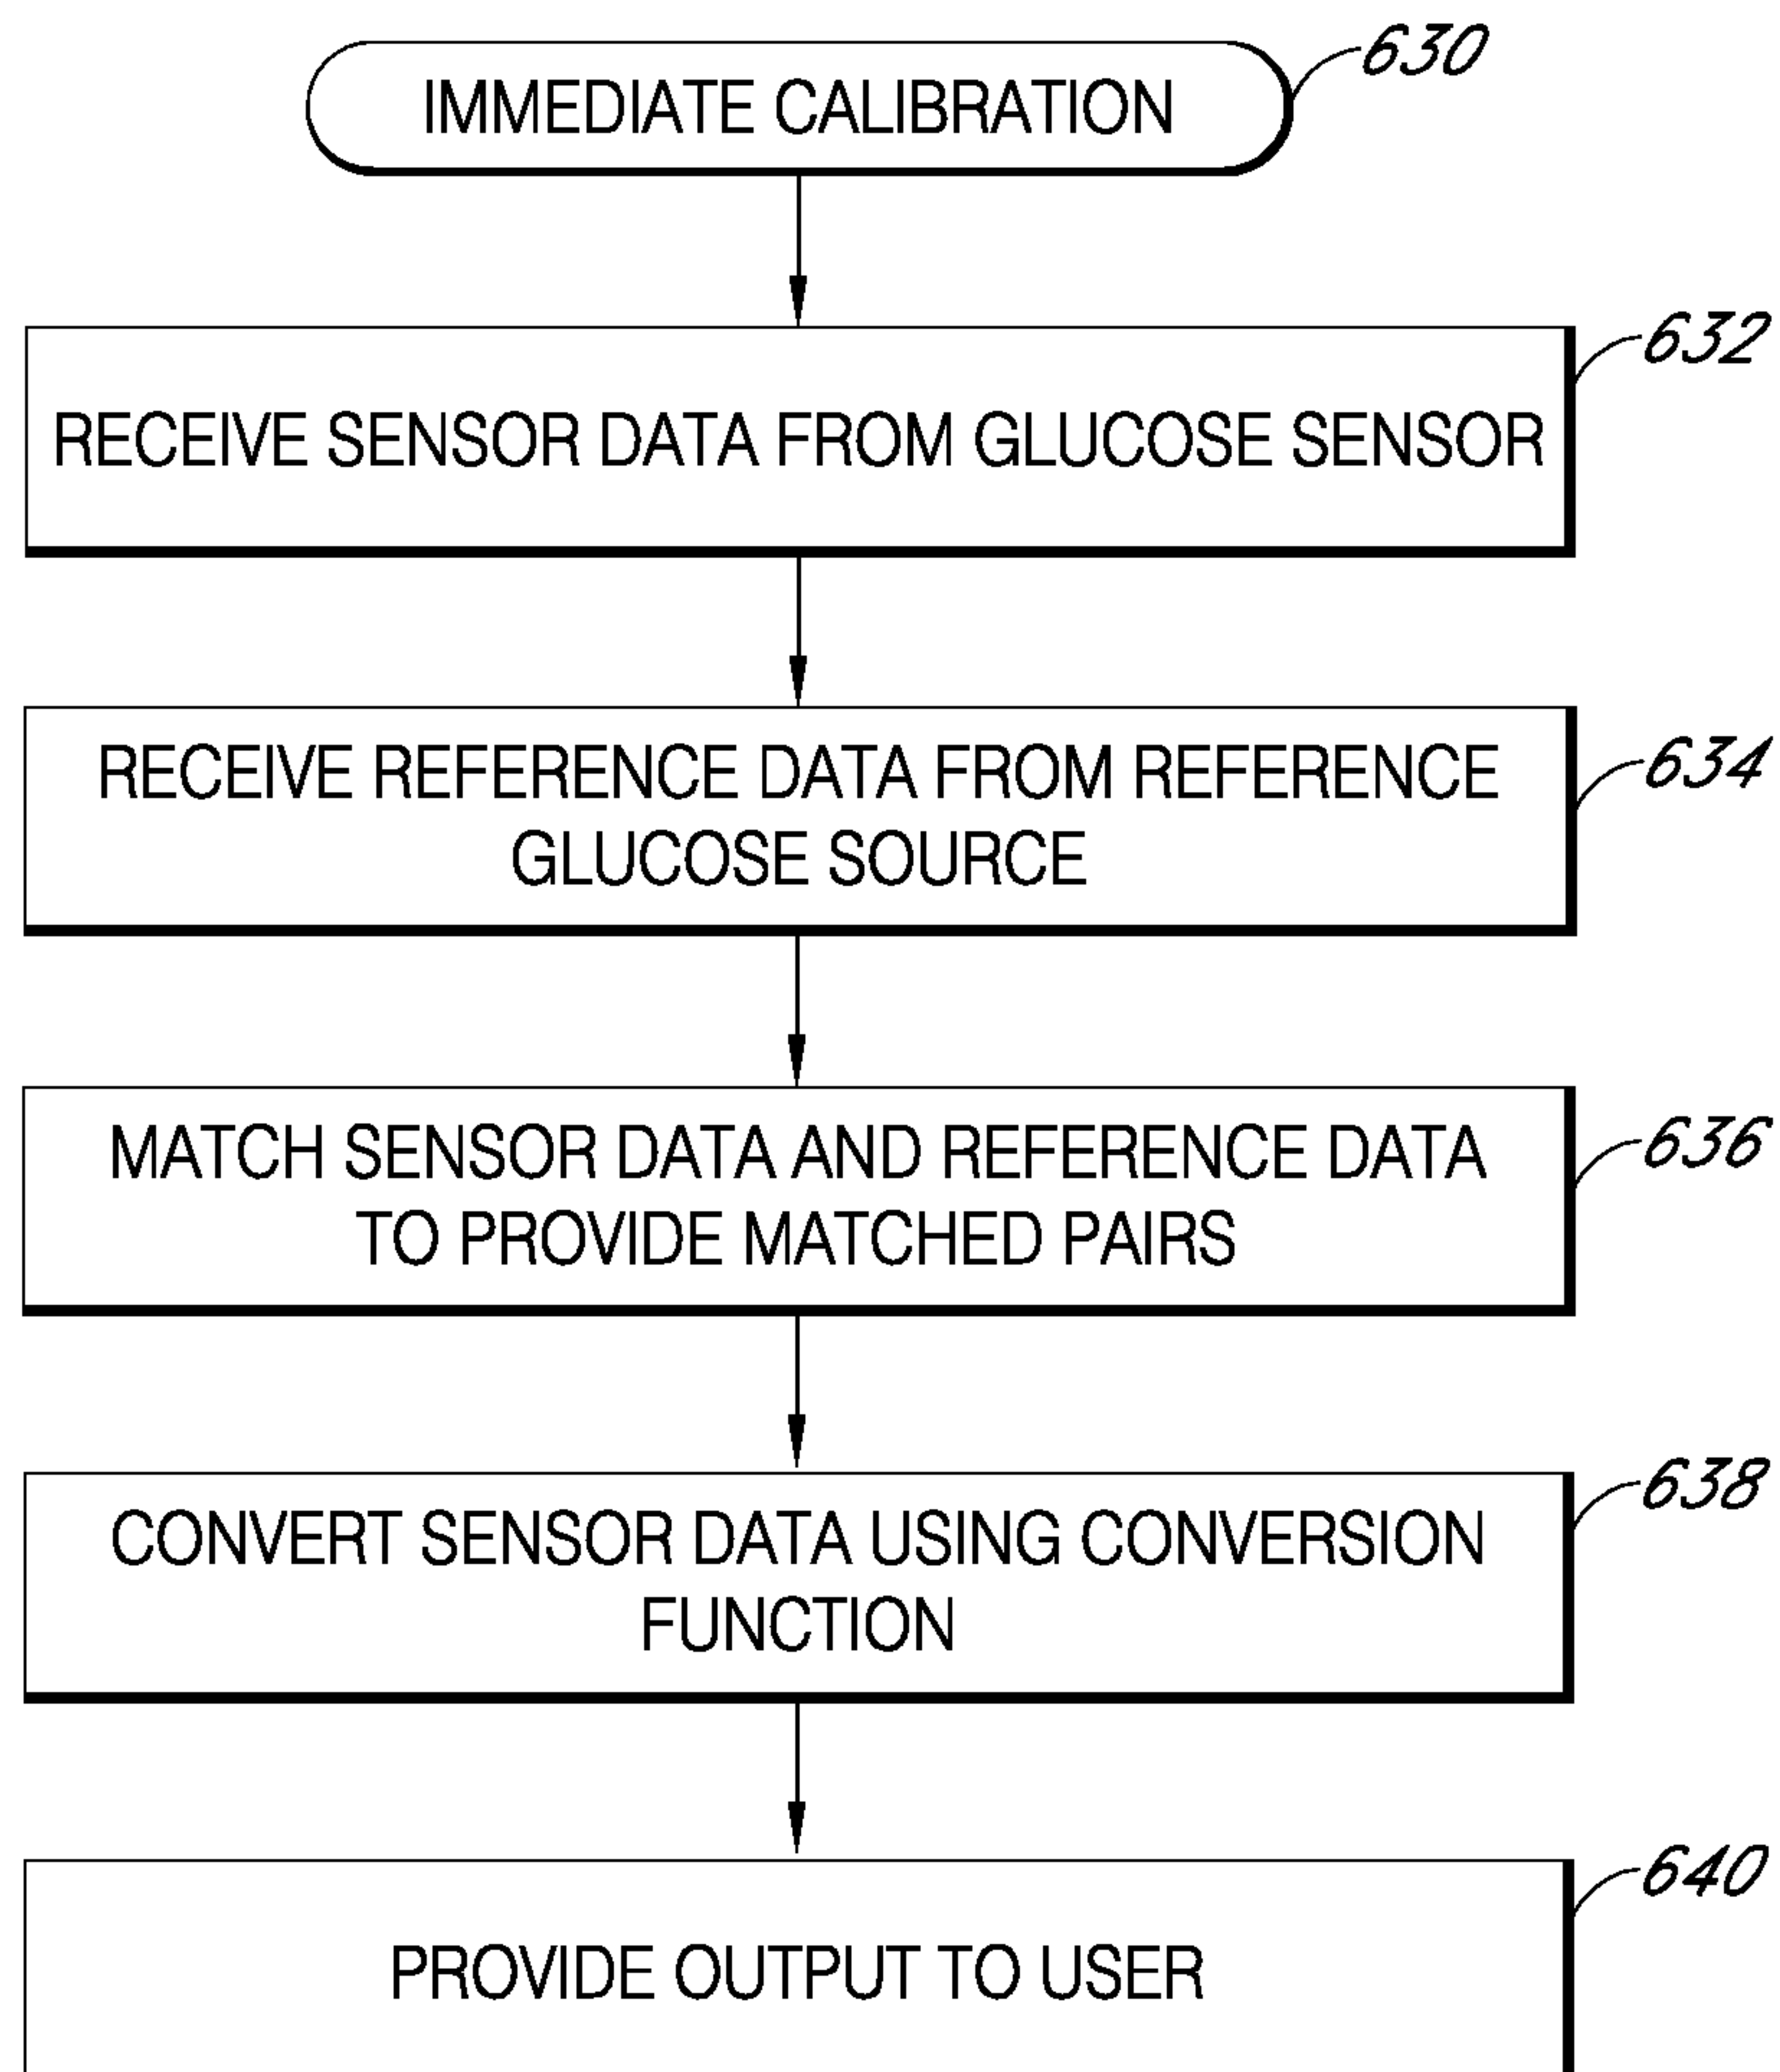 IMMEDIATE CALIBRATION
630
632
RECEIVE SENSOR DATA FROM GLUCOSE SENSOR
634
RECEIVE REFERENCE DATA FROM REFERENCE
GLUCOSE SOURCE
636
MATCH SENSOR DATA AND REFERENCE DATA
TO PROVIDE MATCHED PAIRS
638
CONVERT SENSOR DATA USING CONVERSION
FUNCTION
640
PROVIDE OUTPUT TO USER